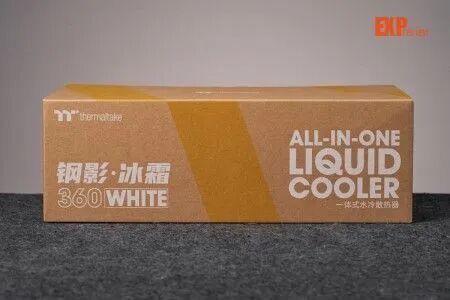 EXP
thermaltake
钢影·冰霜
360 WHITE
ALL-IN-ONE
LIQUID
COOLER
一体式水冷散热器